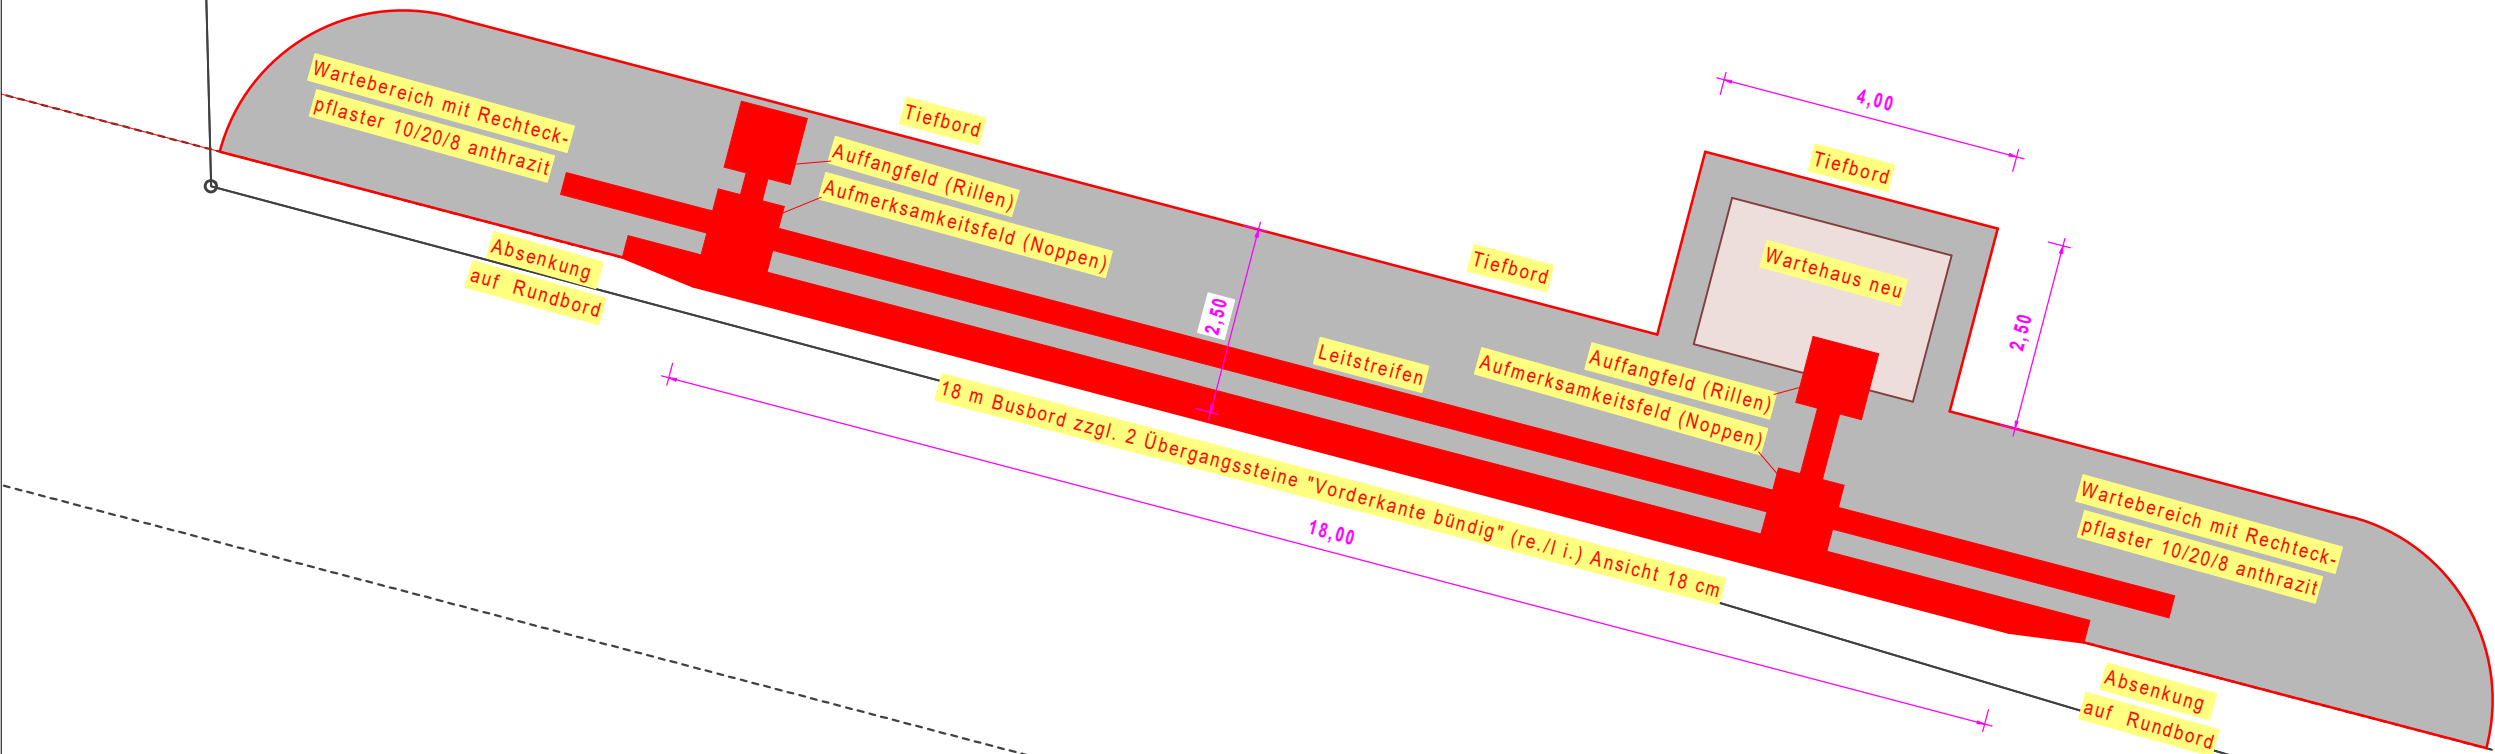 Wartebereich mit Rechteck-
pflaster 10/20/8 anthrazit
Tiefbord
Auffangfeld (Rillen)
Aufmerksamkeitsfeld (Noppen)
Absenkung
auf Rundbord
4,00
Tiefbord
Tiefbord
Wartehaus neu
2,50
2,50
Leitstreifen
Auffangfeld (Rillen)
Aufmerksamkeitsfeld (Noppen)
18 m Busbord zzgl. 2 Übergangssteine "Vorderkante bündig" (re./l i.) Ansicht 18 cm
18,00
Wartebereich mit Rechteck-
pflaster 10/20/8 anthrazit
Absenkung
auf Rundbord